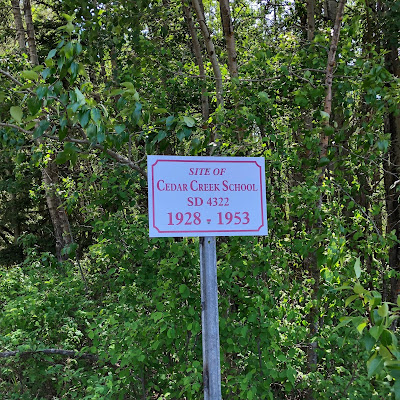 SITE OF
CEDAR CREEK SCHOOL
SD 4322
1928 - 1953